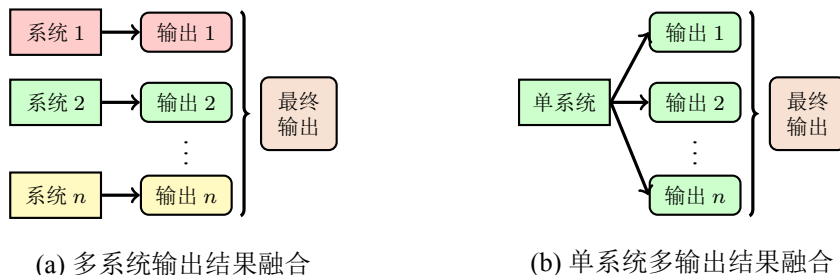 系统 1
输出 1
系统 2
输出 2
⋮
系统 n
输出 n
最终
输出
(a) 多系统输出结果融合
单系统
输出 1
输出 2
⋮
输出 n
最终
输出
(b) 单系统多输出结果融合